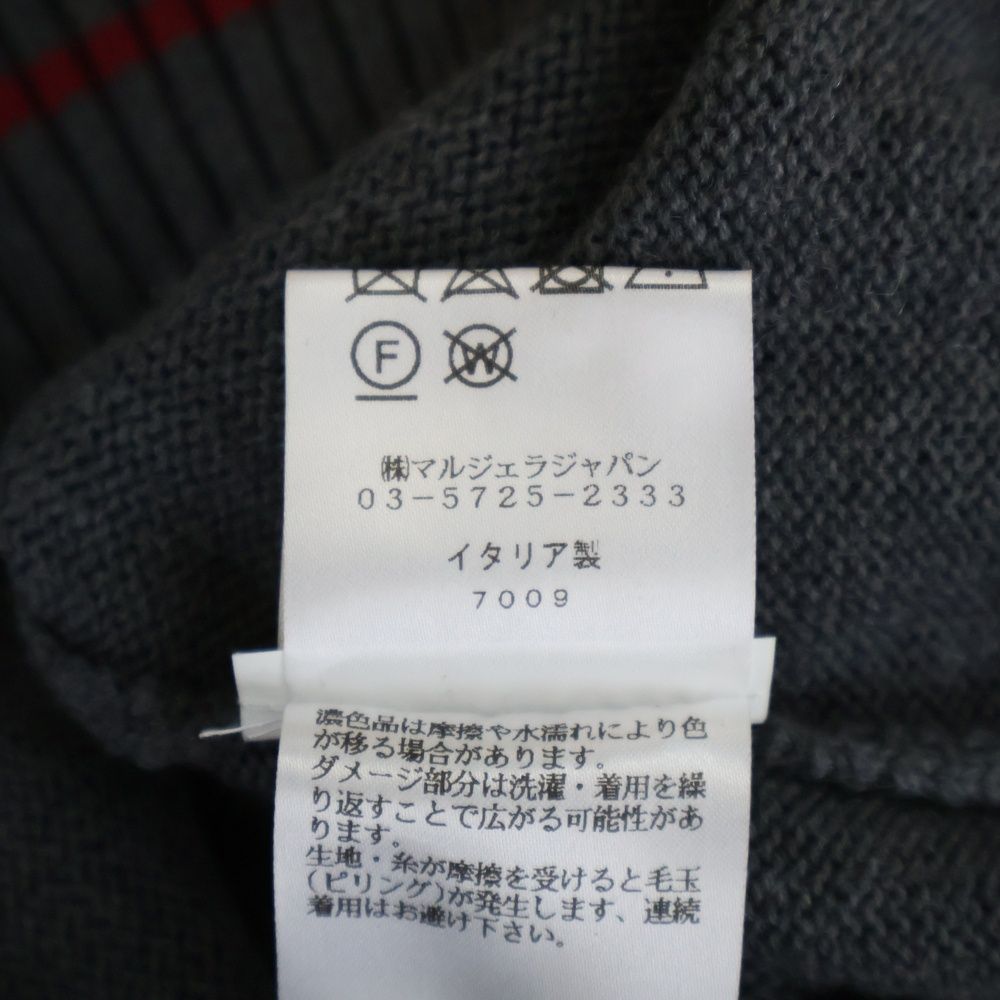 F
W
㈱マルジェラジャパン
03-5725-2333
イタリア製
7009
濃色品は摩擦や水濡れにより色
が移る場合があります。
ダメージ部分は洗濯・着用を繰
り返すことで広がる可能性があ
ります。
生地・糸が摩擦を受けると毛玉
(ピリング)が発生します、連続
着用はお避け下さい。